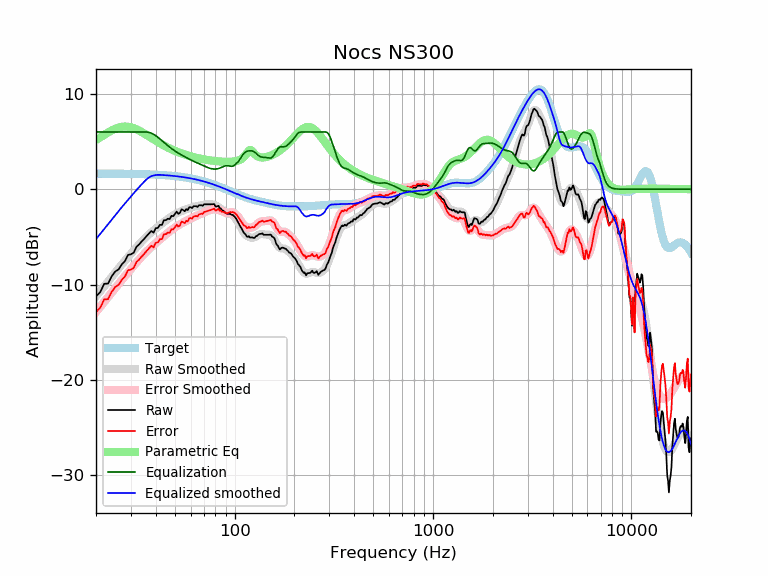 Nocs NS300
Amplitude (dBr)
10
0
−10
−20
−30
Target
Raw Smoothed
Error Smoothed
Raw
Error
Parametric Eq
Equalization
Equalized smoothed
100
1000
10000
Frequency (Hz)